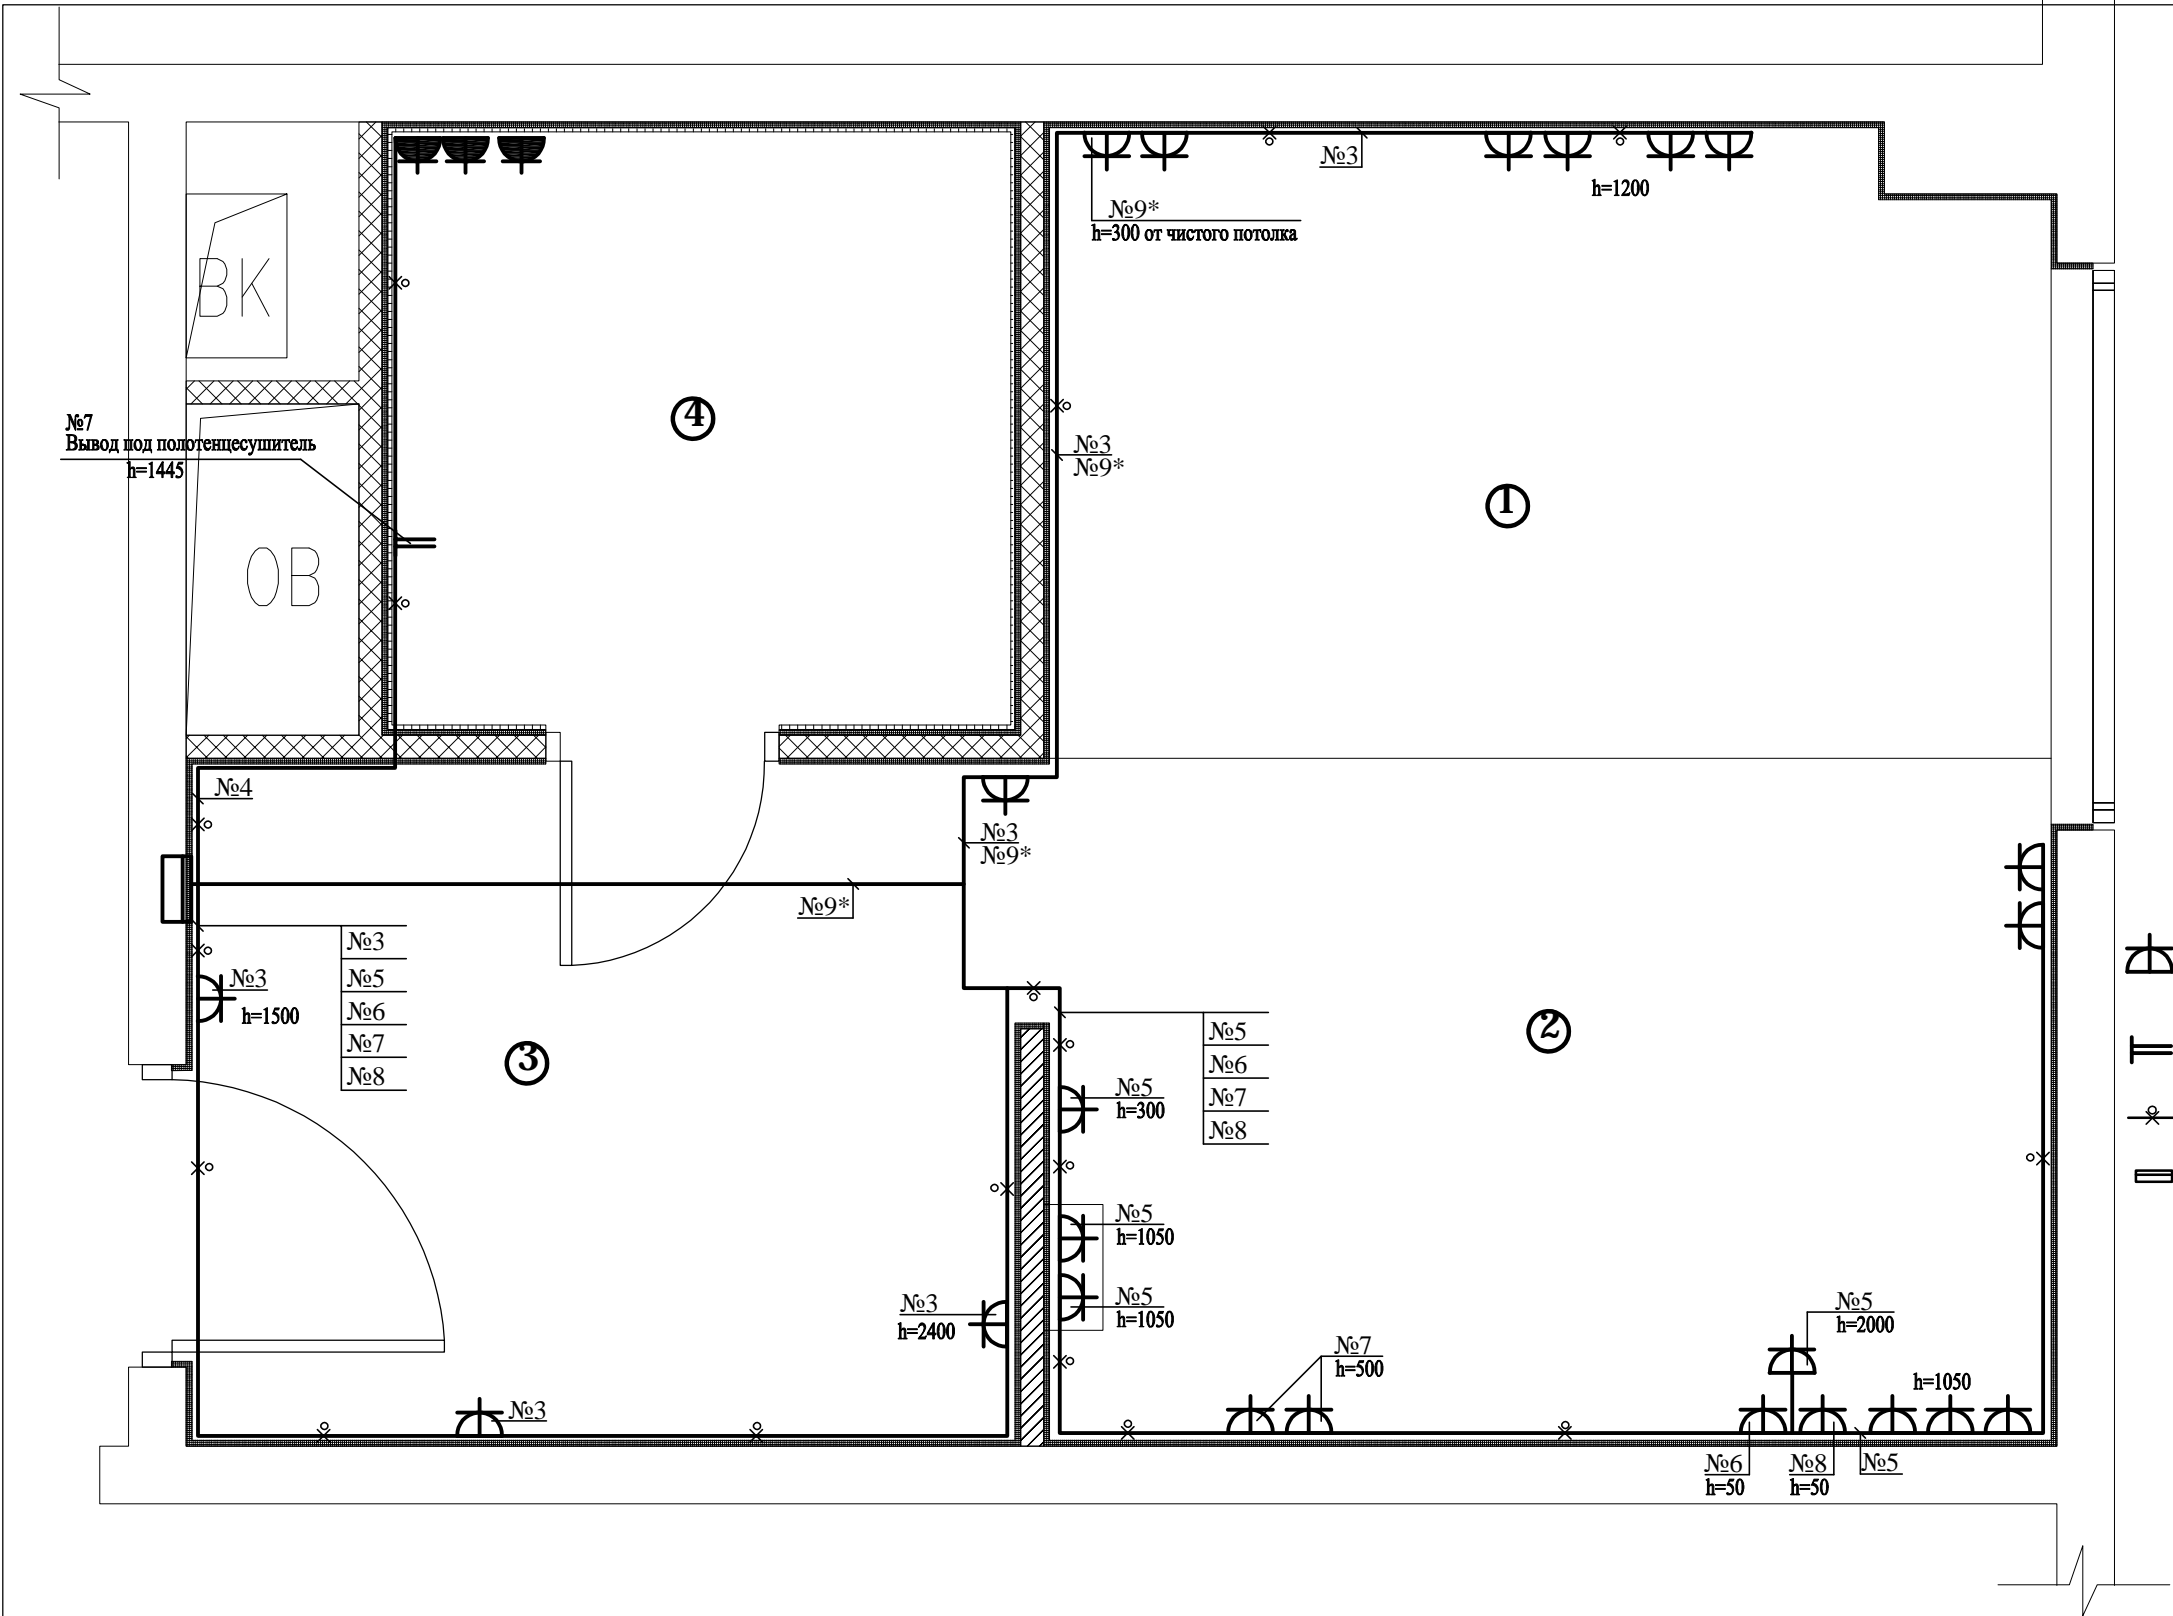 №3
h=1200
№9*
h=300 от чистого потолка
ВК
4
№7
Вывод под полотенцесушитель
h=1445
№3
№9*
1
ОВ
№4
№3
№9*
№9*
№3
№5
№6
№7
№8
№3
h=1500
3
№5
№6
№7
№8
2
№5
h=300
№5
h=1050
№5
h=1050
№3
h=2400
№5
h=2000
№7
h=500
h=1050
№3
№6
h=50
№8
h=50
№5